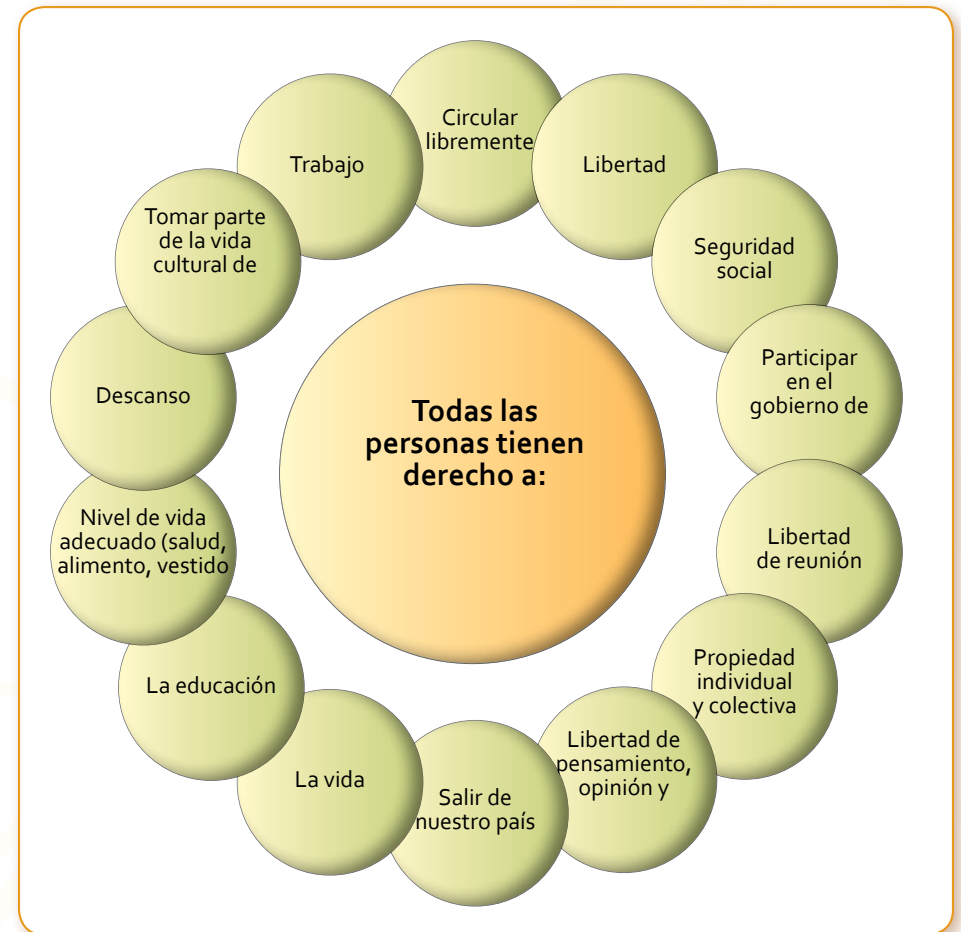 Todas las
personas tienen
derecho a:
Circular
libremente
Libertad
Seguridad
social
Participar
en el
gobierno de
Libertad
de reunión
Propiedad
individual
y colectiva
Libertad de
pensamiento,
opinión y
Salir de
nuestro país
La vida
La educación
Nivel de vida
adecuado (salud,
alimento, vestido
Descanso
Tomar parte
de la vida
cultural de
Trabajo